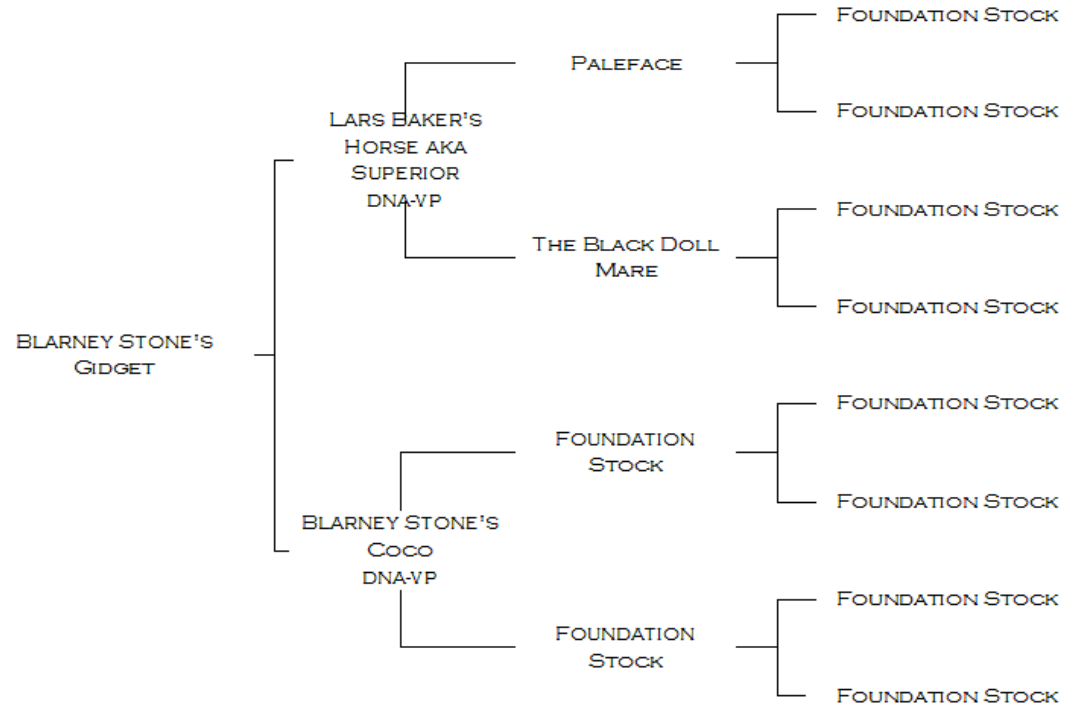 Foundation Stock
Paleface
Foundation Stock
Lars Baker's
Horse aka
Superior
DNA-VP
Foundation Stock
The Black Doll
Mare
Foundation Stock
Blarney Stone's
Gidget
Foundation Stock
Foundation
Stock
Foundation Stock
Blarney Stone's
Coco
DNA-VP
Foundation Stock
Foundation
Stock
Foundation Stock